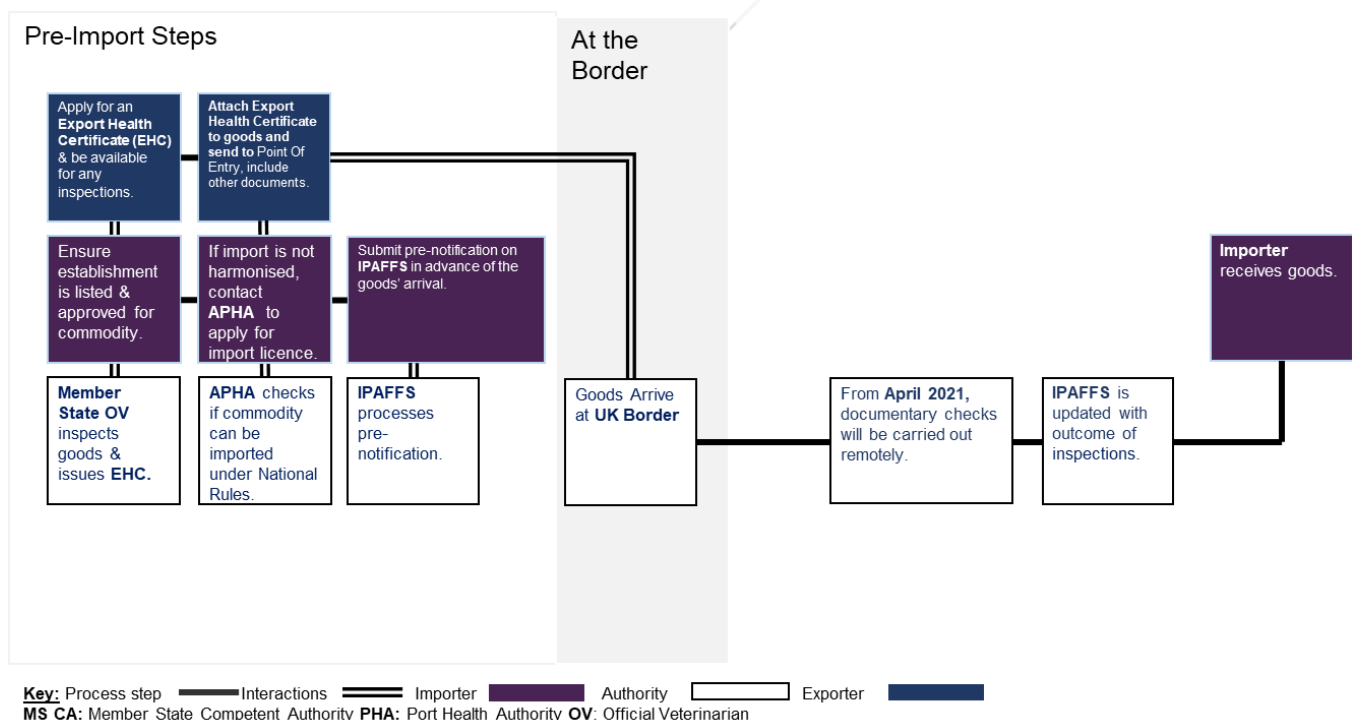 Pre-Import Steps
At the
Border
Apply for an
Export Health
Certificate (EHC)
& be available
for any
inspections.
Attach Export
Health Certificate
to goods and
send to Point Of
Entry, include
other documents.
Ensure
establishment
is listed &
approved for
commodity.
If import is not
harmonised,
contact
APHA to
apply for
import licence.
Submit pre-notification on
IPAFFS in advance of the
goods' arrival.
Importer
receives goods.
Member
State OV
inspects
goods &
issues EHC.
APHA checks
if commodity
can be
imported
under National
Rules.
IPAFFS
processes
pre-
notification.
Goods Arrive
at UK Border
From April 2021,
documentary checks
will be carried out
remotely.
IPAFFS is
updated with
outcome of
inspections.
Key: Process step Interactions Importer Authority Exporter
MS CA: Member State Competent Authority PHA: Port Health Authority OV: Official Veterinarian